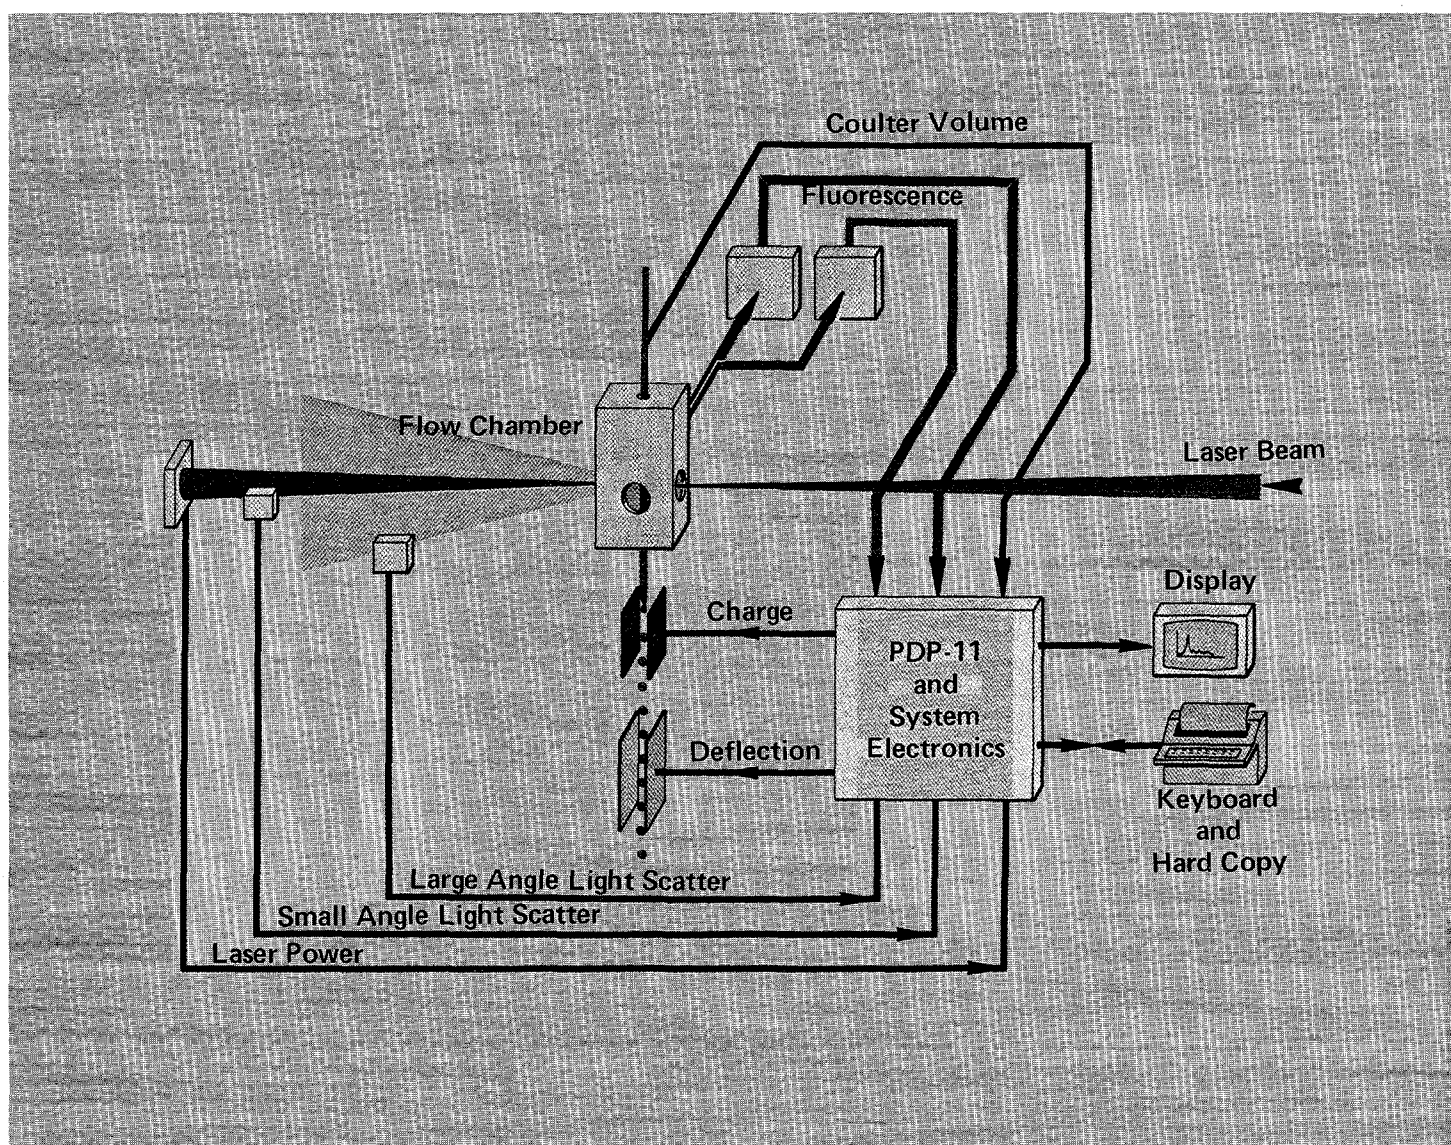 Coulter Volume
Fluorescence
Flow Chamber
Laser Beam
Charge
Display
PDP-11
and
System
Electronics
Deflection
Keyboard
and
Hard Copy
Large Angle Light Scatter
Small Angle Light Scatter
Laser Power